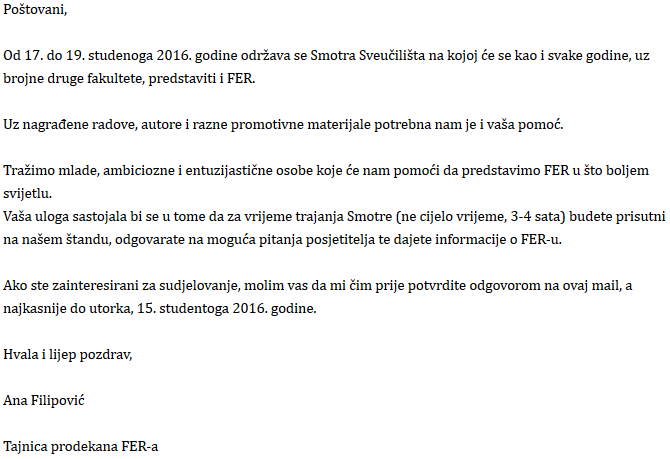 Poštovani,
Od 17. do 19. studenoga 2016. godine održava se Smotra Sveučilišta na kojoj će se kao i svake godine, uz
brojne druge fakultete, predstaviti i FER.
Uz nagrađene radove, autore i razne promotivne materijale potrebna nam je i vaša pomoć.
Tražimo mlade, ambiciozne i entuzijastične osobe koje će nam pomoći da predstavimo FER u što boljem
svijetlu.
Vaša uloga sastojala bi se u tome da za vrijeme trajanja Smotre (ne cijelo vrijeme, 3-4 sata) budete prisutni
na našem štandu, odgovarate na moguća pitanja posjetitelja te dajete informacije o FER-u.
Ako ste zainteresirani za sudjelovanje, molim vas da mi čim prije potvrdite odgovorom na ovaj mail, a
najkasnije do utorka, 15. studentoga 2016. godine.
Hvala i lijep pozdrav,
Ana Filipović
Tajnica prodekana FER-a